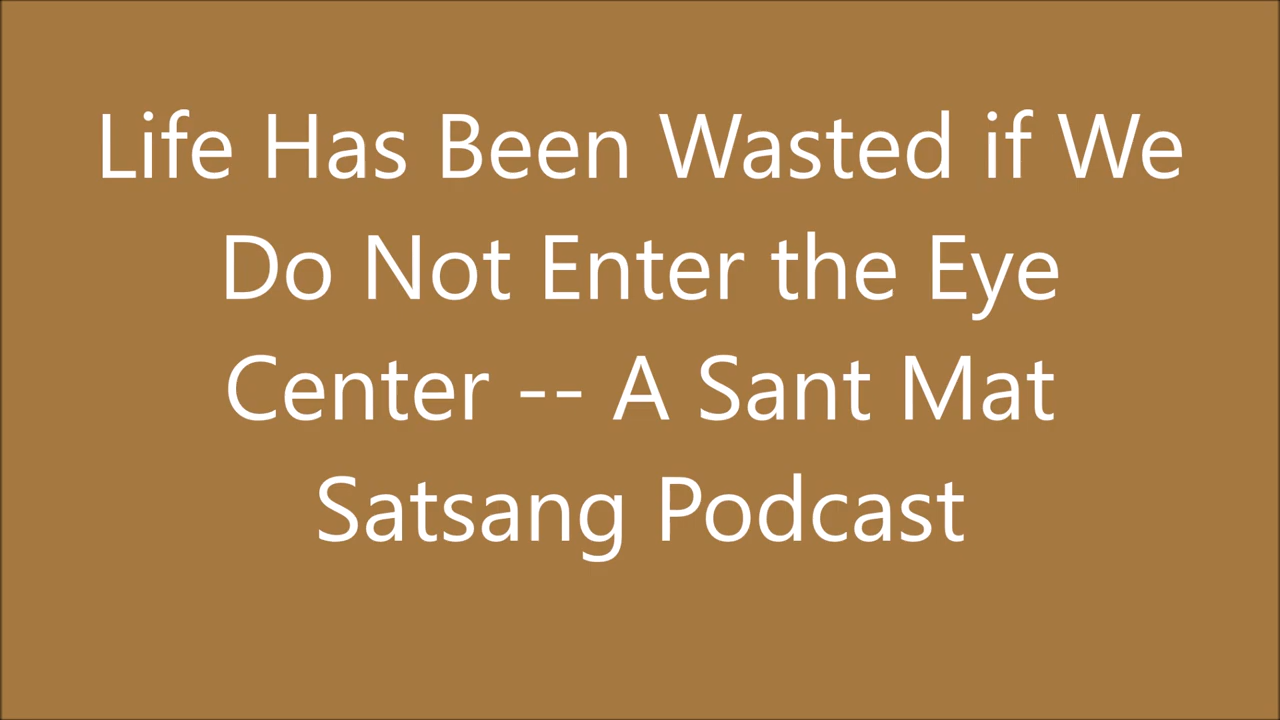 Life Has Been Wasted if We
Do Not Enter the Eye
Center -- A Sant Mat
Satsang Podcast